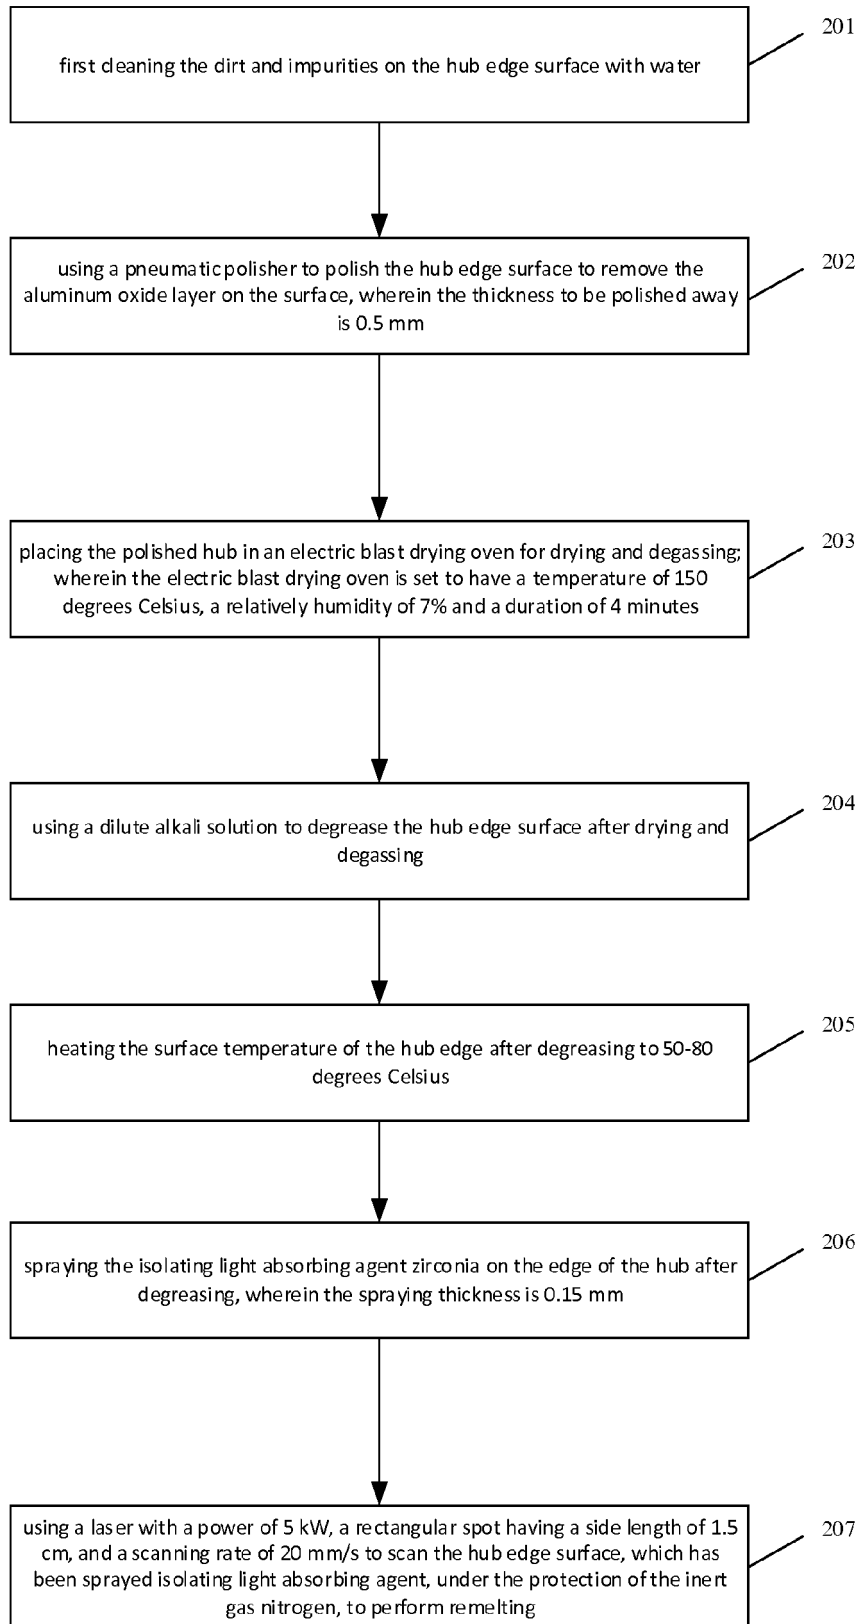 201
first cleaning the dirt and impurities on the hub edge surface with water
202
using a pneumatic polisher to polish the hub edge surface to remove the
aluminum oxide layer on the surface, wherein the thickness to be polished away
is 0.5 mm
203
placing the polished hub in an electric blast drying oven for drying and degassing;
wherein the electric blast drying oven is set to have a temperature of 150
degrees Celsius, a relatively humidity of 7% and a duration of 4 minutes
204
using a dilute alkali solution to degrease the hub edge surface after drying and
degassing
205
heating the surface temperature of the hub edge after degreasing to 50-80
degrees Celsius
206
spraying the isolating light absorbing agent zirconia on the edge of the hub after
degreasing, wherein the spraying thickness is 0.15 mm
207
using a laser with a power of 5 kW, a rectangular spot having a side length of 1.5
cm, and a scanning rate of 20 mm/s to scan the hub edge surface, which has
been sprayed isolating light absorbing agent, under the protection of the inert
gas nitrogen, to perform remelting